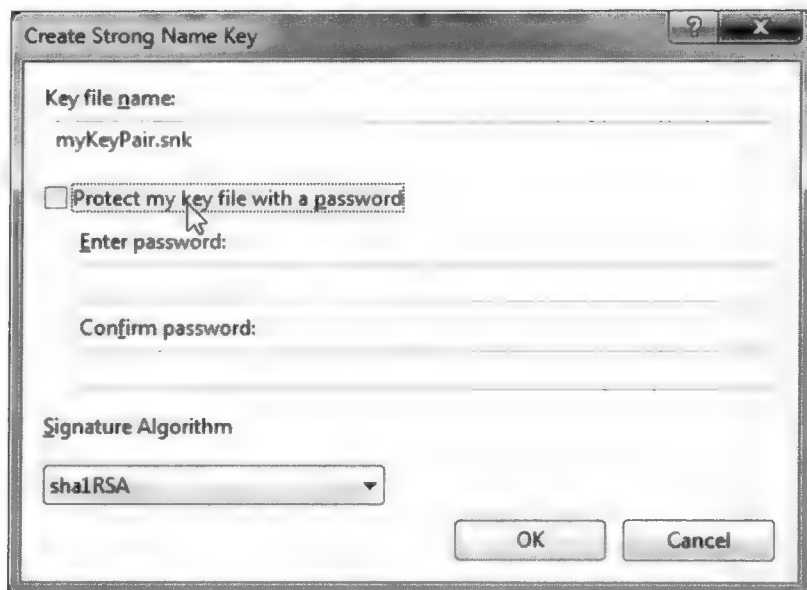 Create Strong Name Key
Key file name:
myKeyPair.snk
Protect my key file with a password
Enter password:
Confirm password:
Signature Algorithm
sha1RSA
OK
Cancel